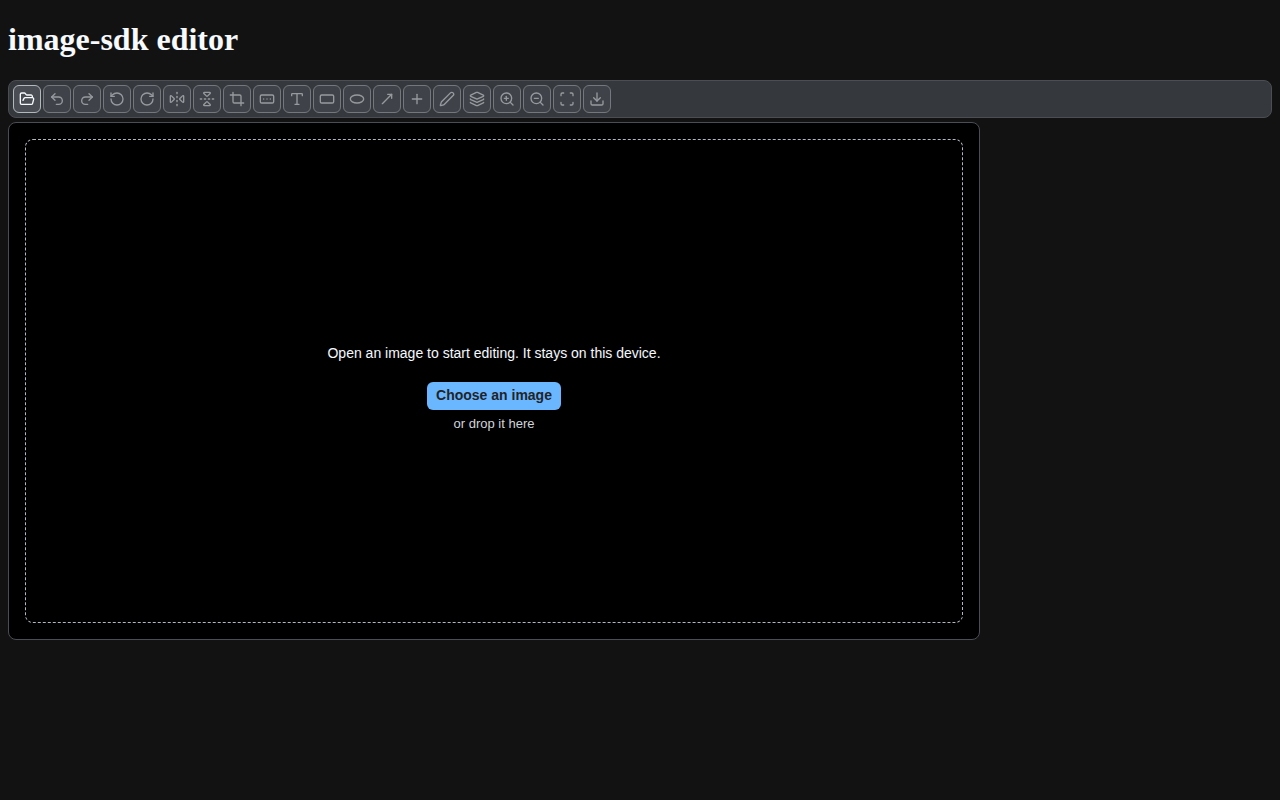 image-sdk editor
Open an image to start editing. It stays on this device.
Choose an image
or drop it here